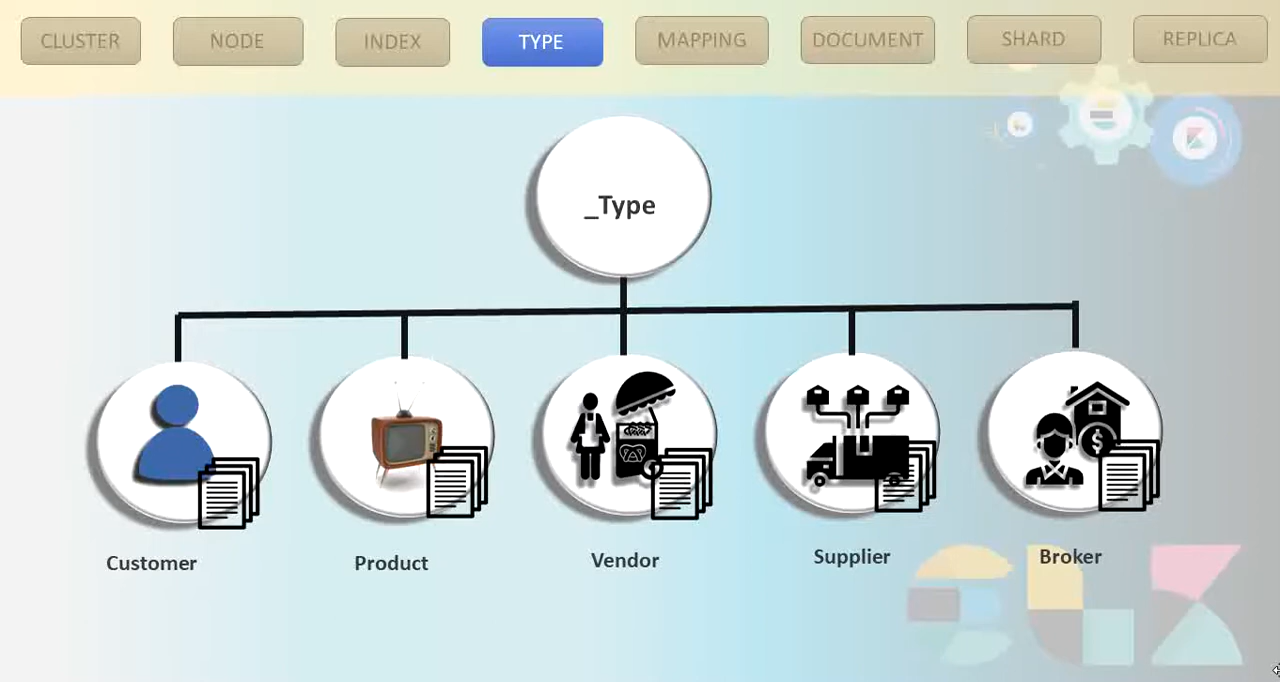 CLUSTER
NODE
INDEX
TYPE
MAPPING
DOCUMENT
SHARD
REPLICA
_Type
Customer
Product
Vendor
Supplier
Broker